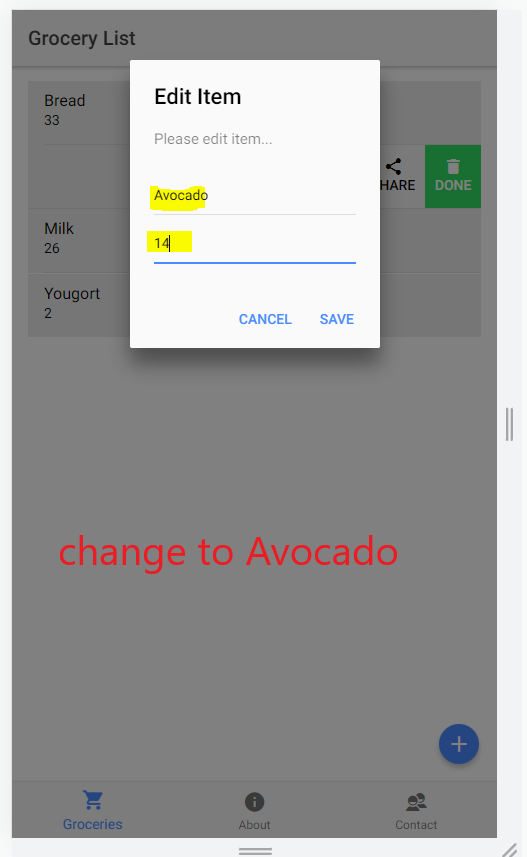 Grocery List
Bread
33
Edit Item
Please edit item...
Avocado
14
CANCEL SAVE
HARE
DONE
Milk
26
Yougort
2
change to Avocado
Groceries
About
Contact